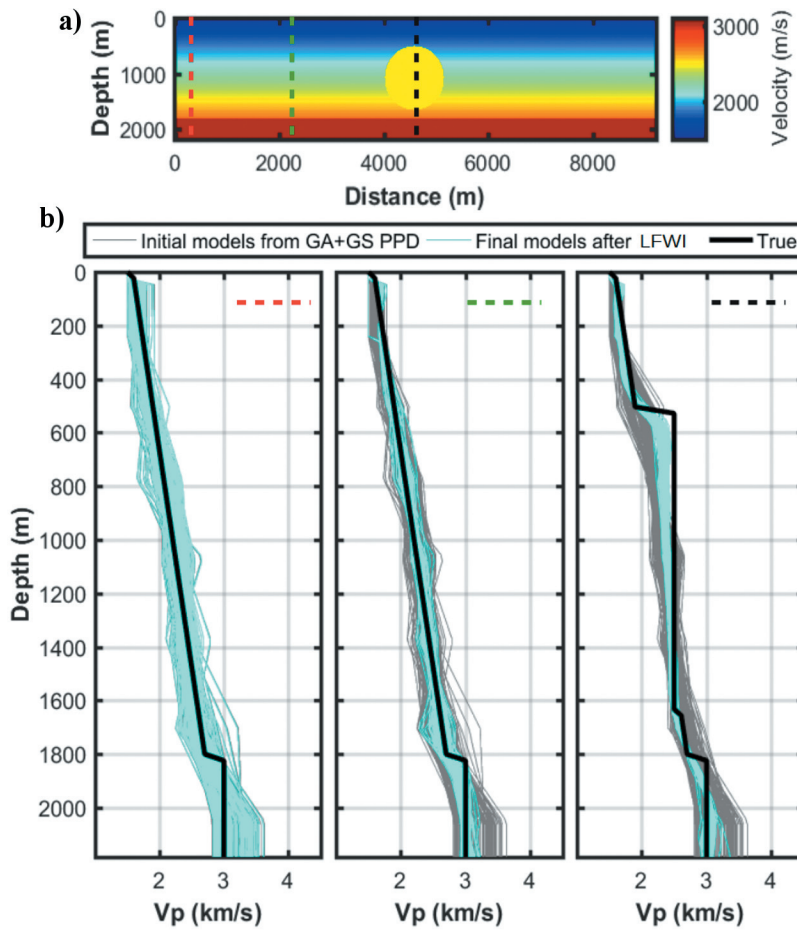 a)
0
1000
2000
Depth (m)
0 2000 4000 6000 8000
Distance (m)
3000
2000
Velocity (m/s)
b)
Initial models from GA+GS PPD Final models after LFWI True
0
200
400
600
800
1000
1200
1400
1600
1800
2000
Depth (m)
2 3 4 2 3 4 2 3 4
Vp (km/s) Vp (km/s) Vp (km/s)